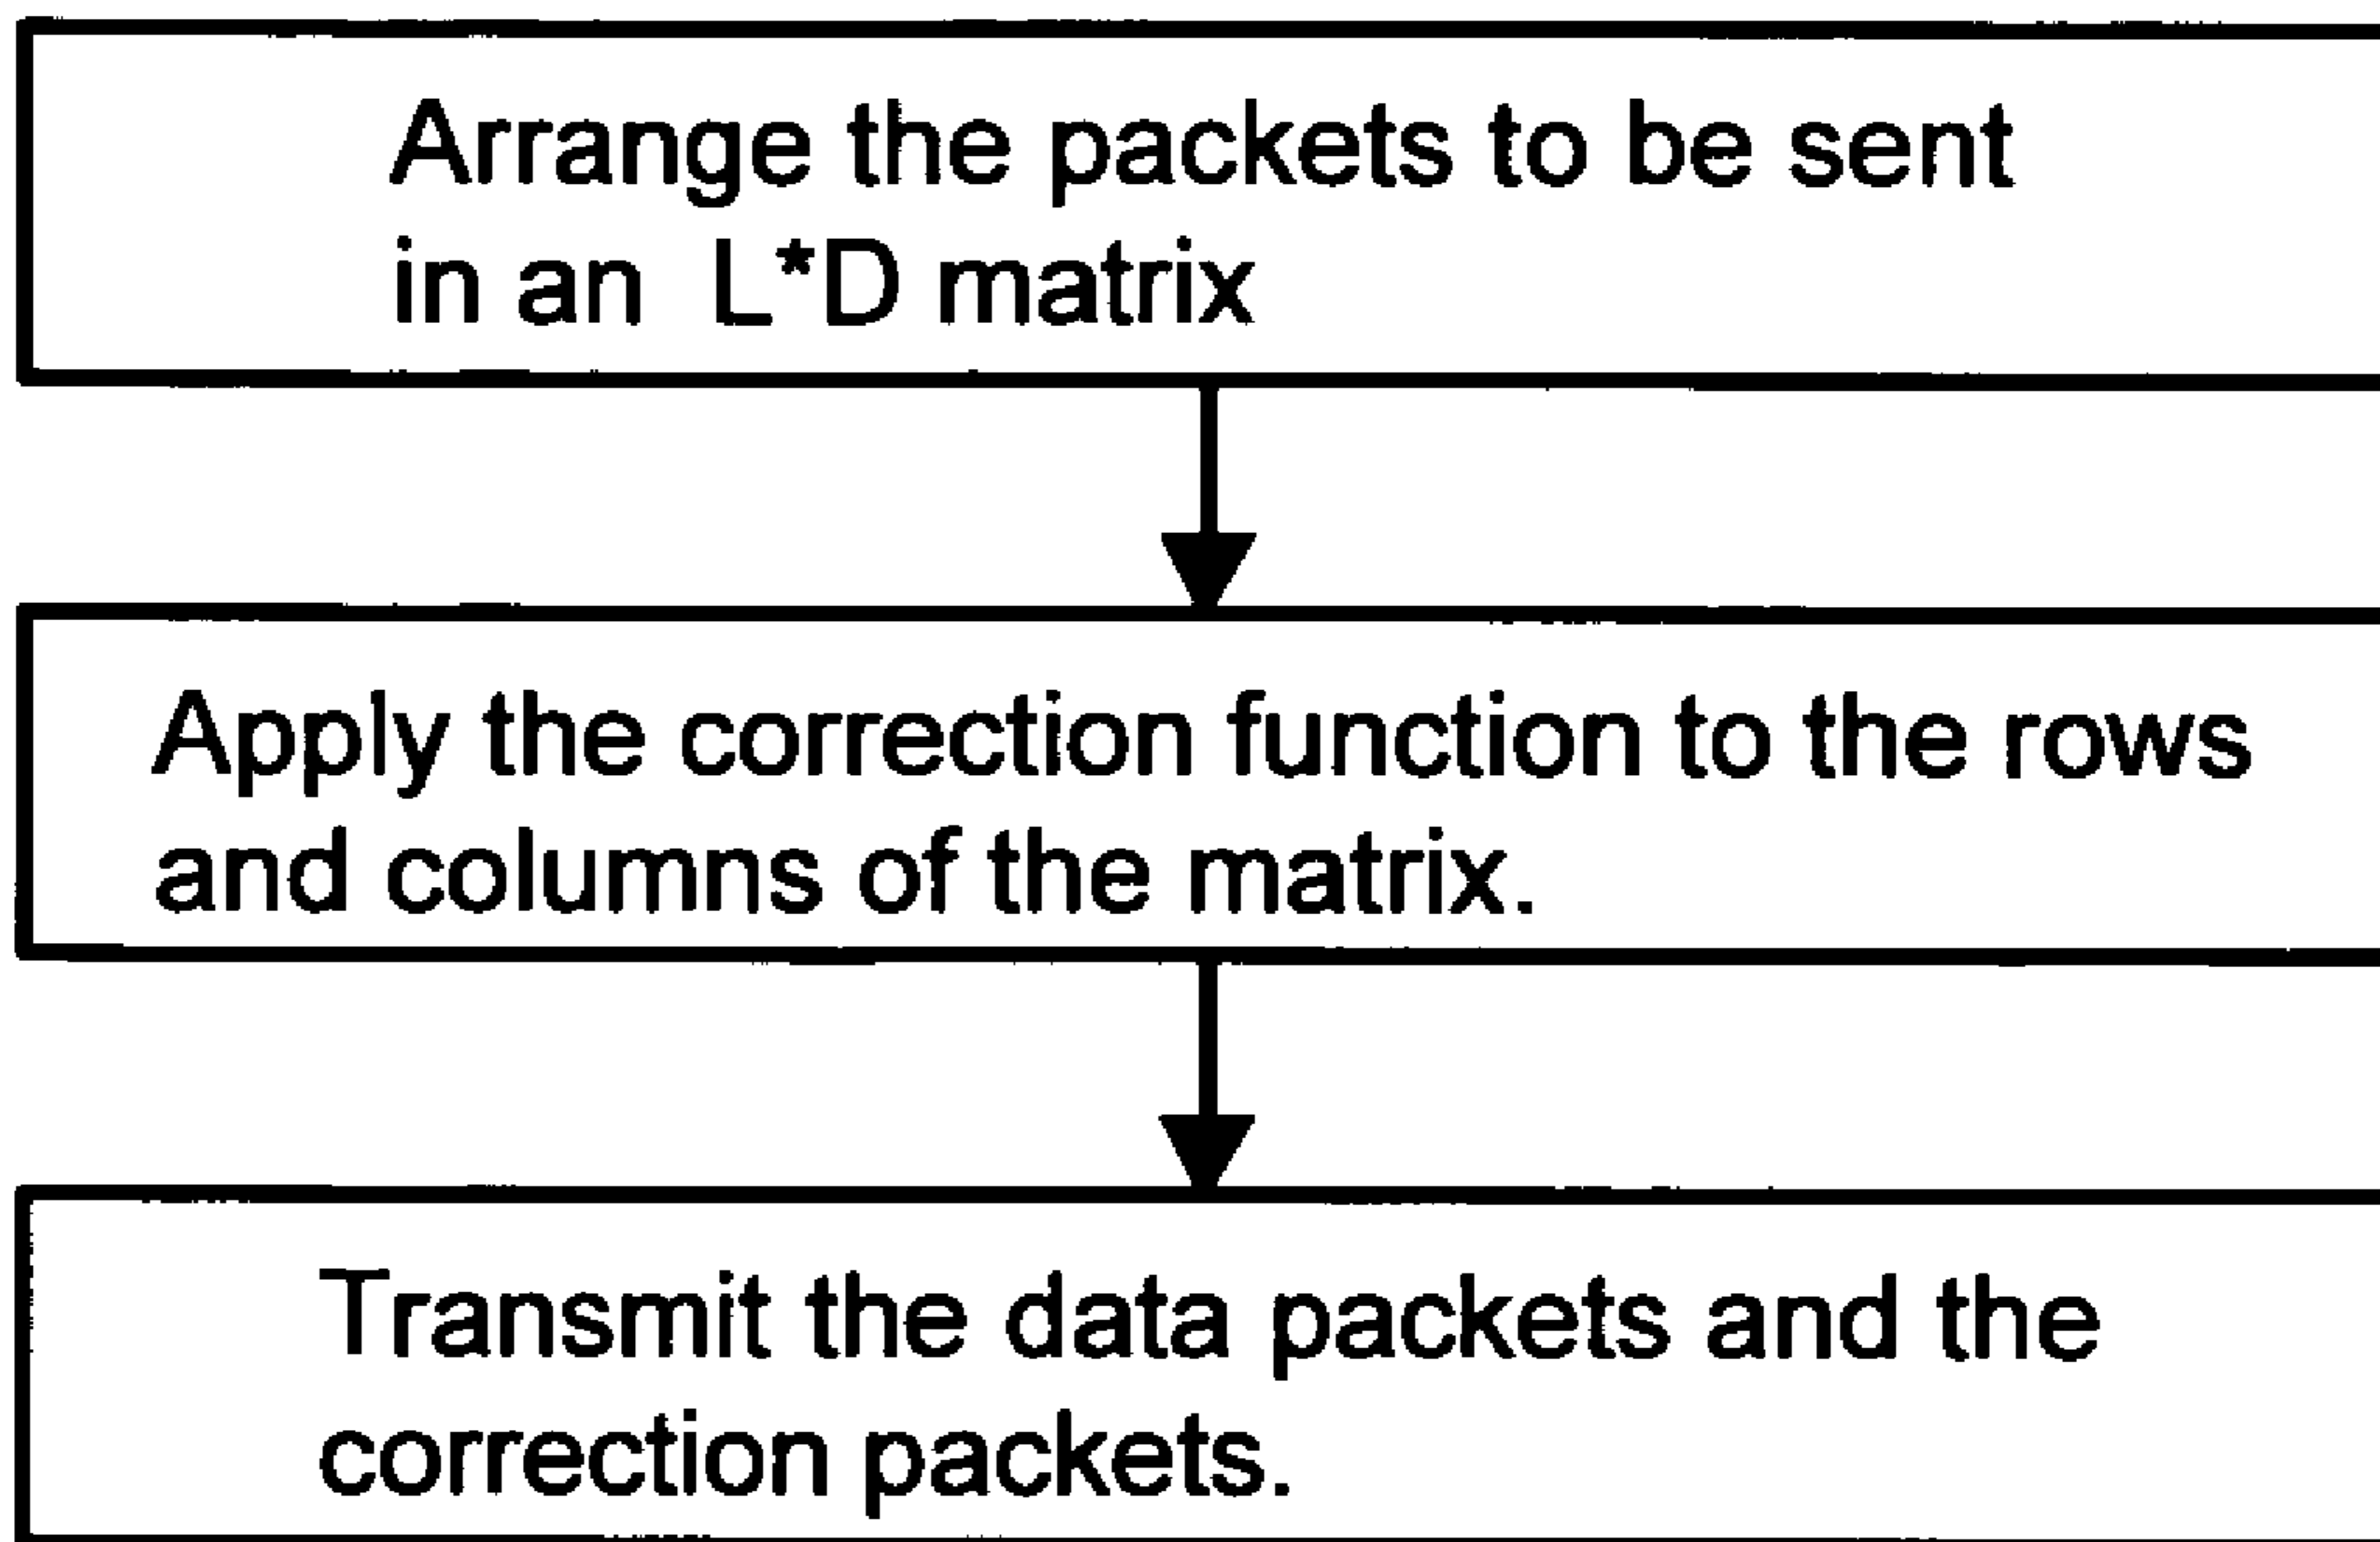 Arrange the packets to be sent
in an L*D matrix
Apply the correction function to the rows
and columns of the matrix.
Transmit the data packets and the
correction packets.